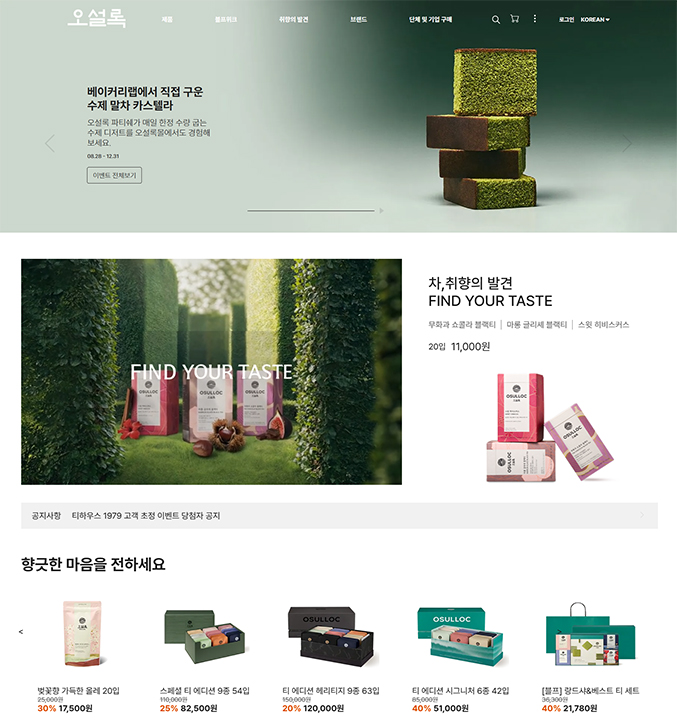 오설록
제품
블프위크
취향의 발견
브랜드
단체 및 기업 구매
로그인
KOREAN
베이커리랩에서 직접 구운
수제 말차 카스텔라
오설록 파티쉐가 매일 한정 수량 굽는
수제 디저트를 오설록몰에서도 경험해
보세요.
08.28 - 12.31
이벤트 전체보기
FIND YOUR TASTE
OSULLOC
OSULLOC
OSULLOC
차,취향의 발견
FIND YOUR TASTE
무화과 쇼콜라 블랙티 | 마롱 글라세 블랙티 | 스윗 히비스커스
20입 11,000원
OSULLOC
OSULLOC
OSULLOC
공지사항 티하우스 1979 고객 초청 이벤트 당첨자 공지
향긋한 마음을 전하세요
<
OSULLOC
OSULLOC
벚꽃향 가득한 올레 20입
25,000원
30% 17,500원
스페셜 티 에디션 9종 54입
110,000원
25% 82,500원
티 에디션 헤리티지 9종 63입
150,000원
20% 120,000원
티 에디션 시그니처 6종 42입
85,000원
40% 51,000원
[블프] 랑드샤&베스트 티 세트
36,300원
40% 21,780원